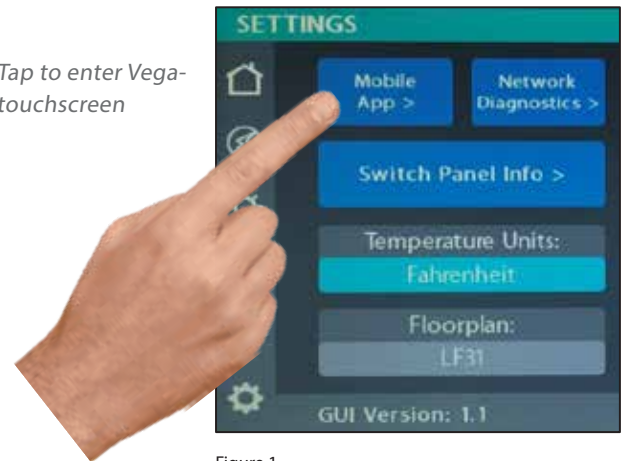 Tap to enter Vega-
touchscreen
SETTINGS
Mobile
App >
Network
Diagnostics >
Switch Panel Info >
Temperature Units:
Fahrenheit
Floorplan:
LF31
GUI Version: 1.1
Figure 1